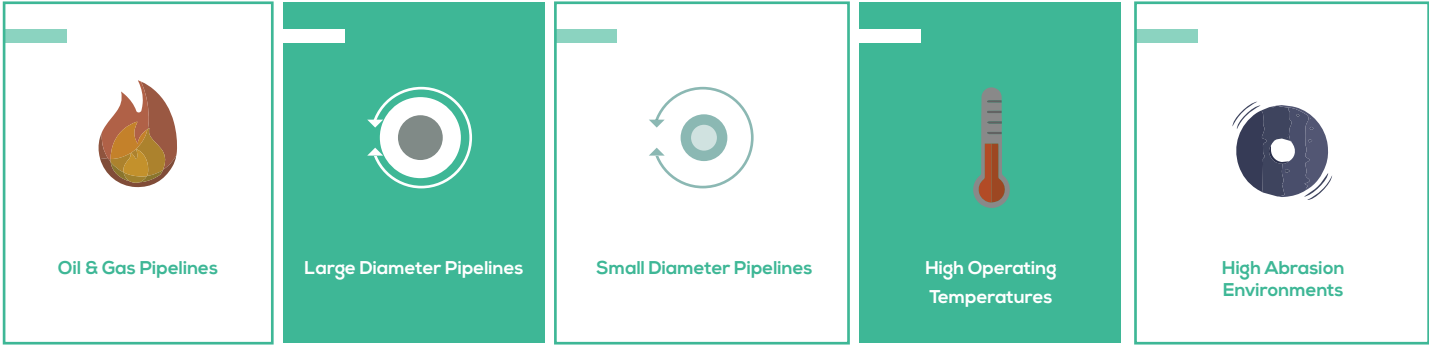 Oil & Gas Pipelines
Large Diameter Pipelines
Small Diameter Pipelines
High Operating
Temperatures
High Abrasion
Environments